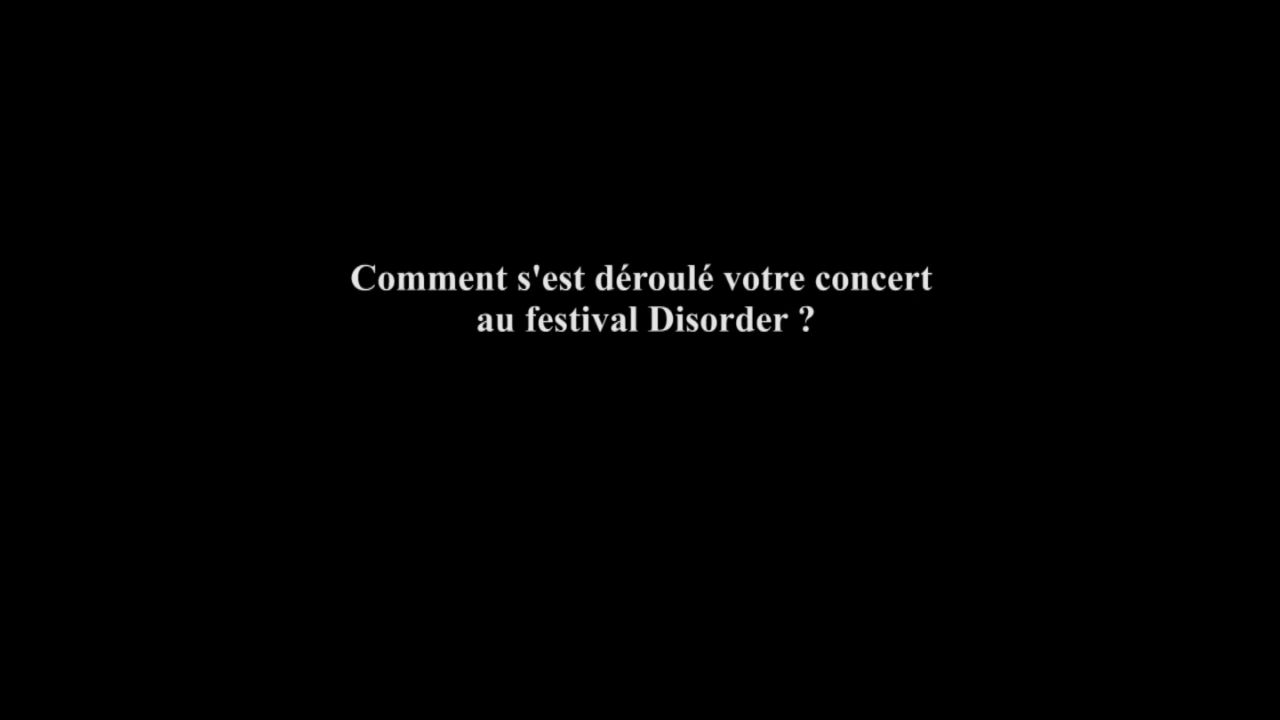 Comment s'est déroulé votre concert
au festival Disorder ?